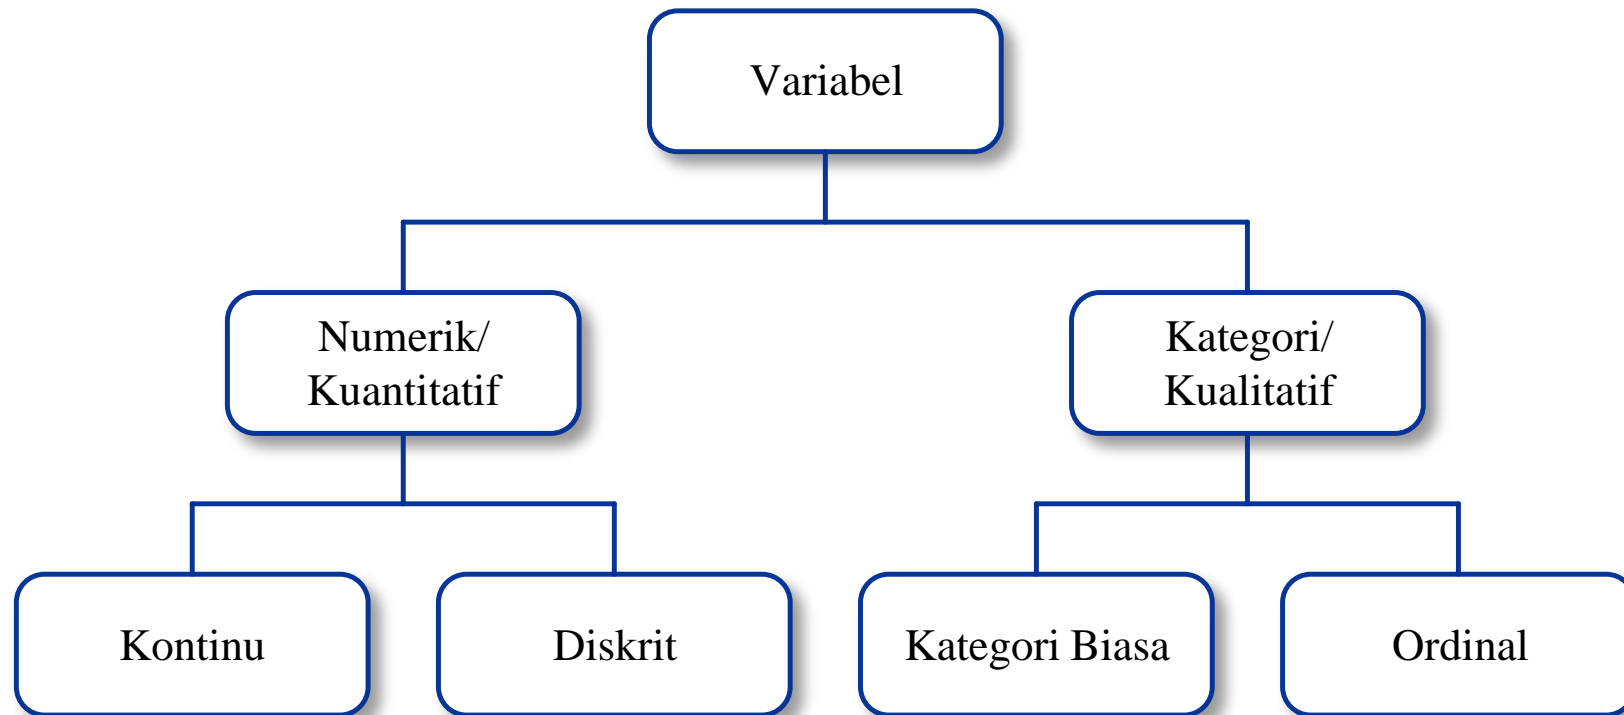 Variabel
Numerik/
Kuantitatif
Kategori/
Kualitatif
Kontinu
Diskrit
Kategori Biasa
Ordinal